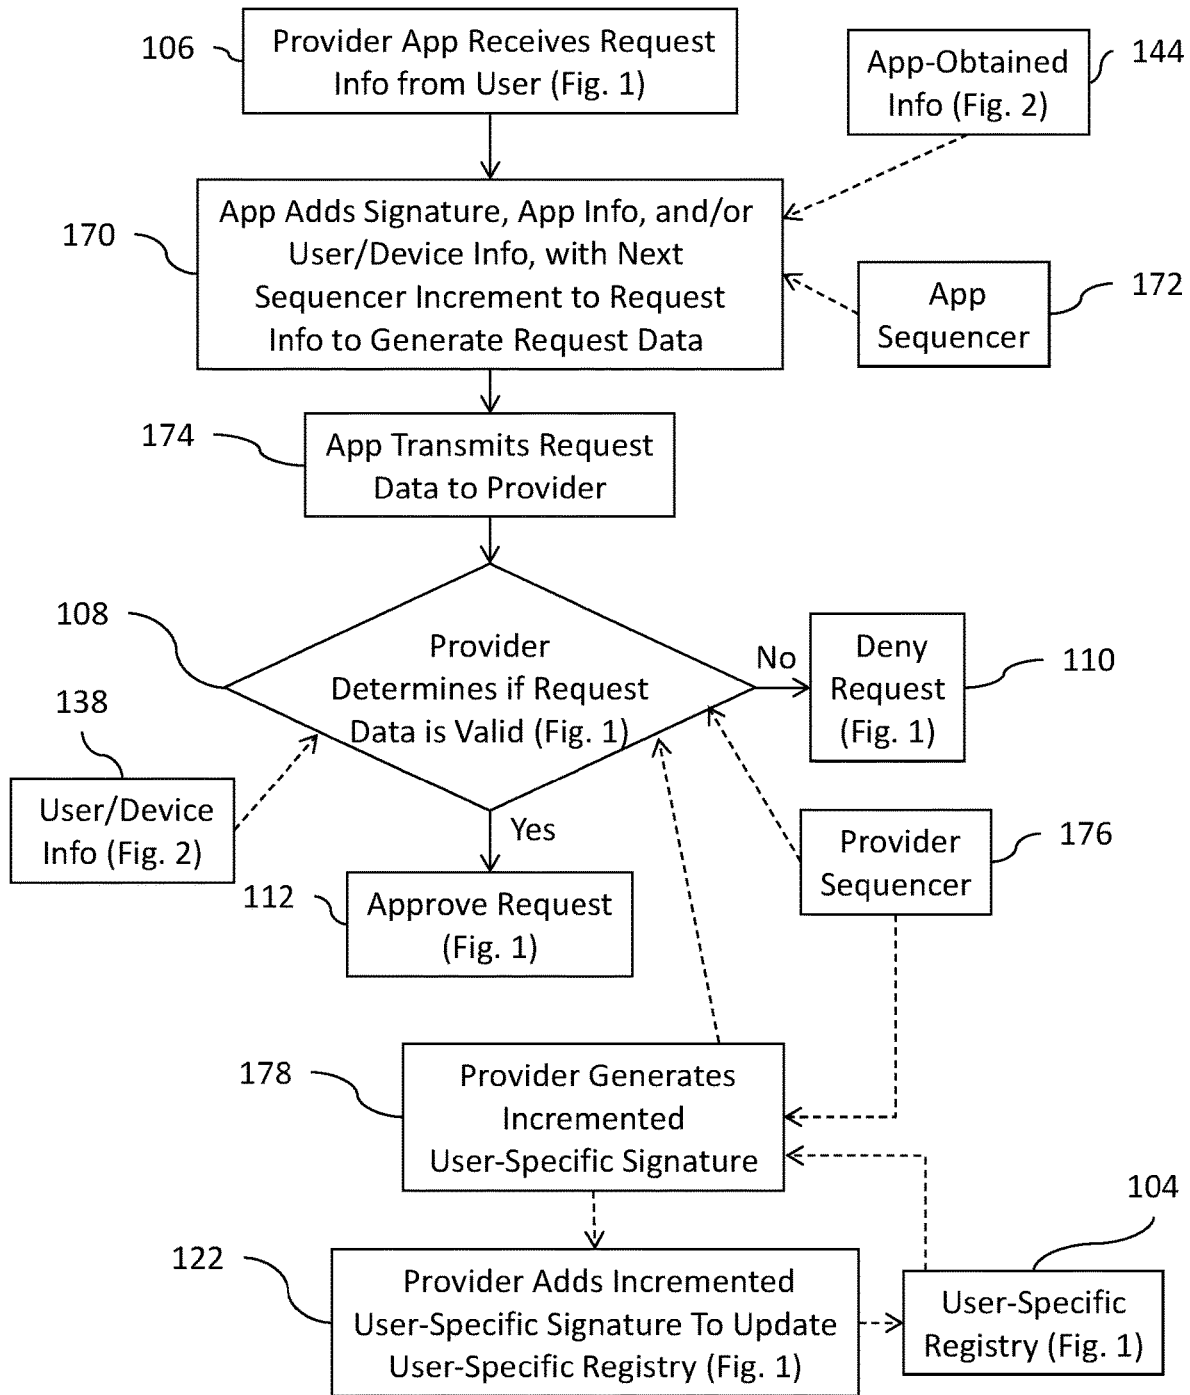 106
Provider App Receives Request
Info from User (Fig. 1)
App-Obtained
Info (Fig. 2)
144
170
App Adds Signature, App Info, and/or
User/Device Info, with Next
Sequencer Increment to Request
Info to Generate Request Data
App
Sequencer
172
174
App Transmits Request
Data to Provider
108
Provider
Determines if Request
Data is Valid (Fig. 1)
No
Deny
Request
(Fig. 1)
110
138
User/Device
Info (Fig. 2)
Yes
Provider
Sequencer
176
112
Approve Request
(Fig. 1)
178
Provider Generates
Incremented
User-Specific Signature
104
122
Provider Adds Incremented
User-Specific Signature To Update
User-Specific Registry (Fig. 1)
User-Specific
Registry (Fig. 1)